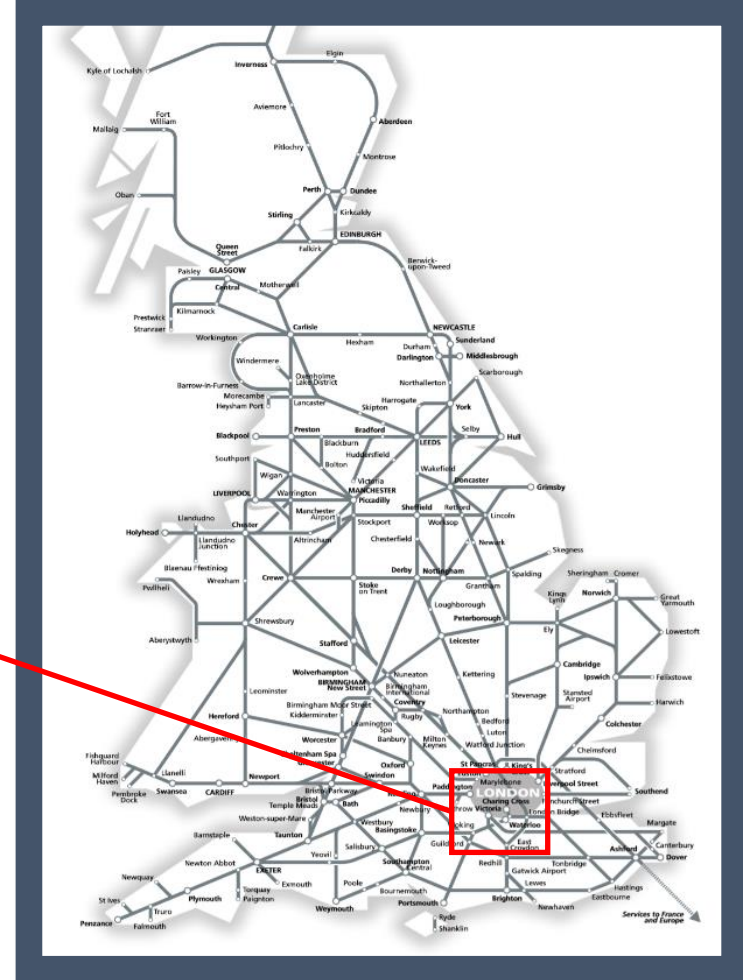 Elgin
Inverness
Kyle of Lochalsh
Aviemore
Fort
William
Mallaig
Aberdeen
Pitlochry
Montrose
Perth
Dundee
Oban
Stirling
Kirkcaldy
EDINBURGH
Queen
Street
Falkirk
Berwick-
upon-Tweed
Paisley
GLASGOW
Central
Motherwell
Prestwick
Kilmarnock
Stranraer
Carlisle
NEWCASTLE
Workington
Hexham
Sunderland
Durham
Darlington
Middlesbrough
Windermere
Oxenholme
Lake District
Scarborough
Barrow-in-Furness
Northallerton
Morecambe
Lancaster
Harrogate
Heysham Port
Skipton
York
Blackpool
Preston
Bradford
Selby
Blackburn
LEEDS
Hull
Southport
Huddersfield
Bolton
Wakefield
Wigan
Victoria
Doncaster
LIVERPOOL
Warrington
MANCHESTER
Piccadilly
Grimsby
Manchester
Airport
Sheffield
Retford
Lincoln
Llandudno
Stockport
Worksop
Holyhead
Chester
Llandudno
Junction
Altrincham
Chesterfield
Newark
Skegness
Blaenau Ffestiniog
Crewe
Derby
Nottingham
Spalding
Sheringham
Cromer
Wrexham
Stoke
on Trent
Grantham
Pwllheli
Kings
Lynn
Norwich
Great
Yarmouth
Loughborough
Shrewsbury
Peterborough
Ely
Lowestoft
Aberystwyth
Stafford
Leicester
Cambridge
Wolverhampton
Nuneaton
Kettering
Ipswich
Felixstowe
BIRMINGHAM
New Street
Birmingham
International
Leominster
Coventry
Stevenage
Stansted
Airport
Harwich
Birmingham Moor Street
Kidderminster
Rugby
Northampton
Hereford
Leamington
Spa
Bedford
Colchester
Worcester
Banbury
Milton
Keynes
Luton
Watford Junction
Chelmsford
Fishguard
Harbour
Oxford
St Pancras
King's
Llanelli
Newport
Swindon
Stratford
Milford
Haven
Marylebone
Liverpool Street
Pembroke
Dock
Swansea
CARDIFF
Bristol Parkway
Paddington
LONDON
Southend
Bristol
Temple Meads
Bath
Charing Cross
Newbury
Victoria
London Bridge
Ebbsfleet
Weston-super-Mare
Westbury
Waterloo
Margate
Barnstaple
Taunton
Basingstoke
Woking
Salisbury
Guildford
East
Croydon
Ashford
Canterbury
Newton Abbot
Yeovil
Southampton
Central
Redhill
Tonbridge
Dover
EXETER
Gatwick Airport
Newquay
Exmouth
Poole
Lewes
Hastings
Torquay
Paignton
Bournemouth
Eastbourne
St Ives
Plymouth
Weymouth
Portsmouth
Brighton
Newhaven
Truro
Ryde
Penzance
Falmouth
Shanklin
Services to France
and Europe